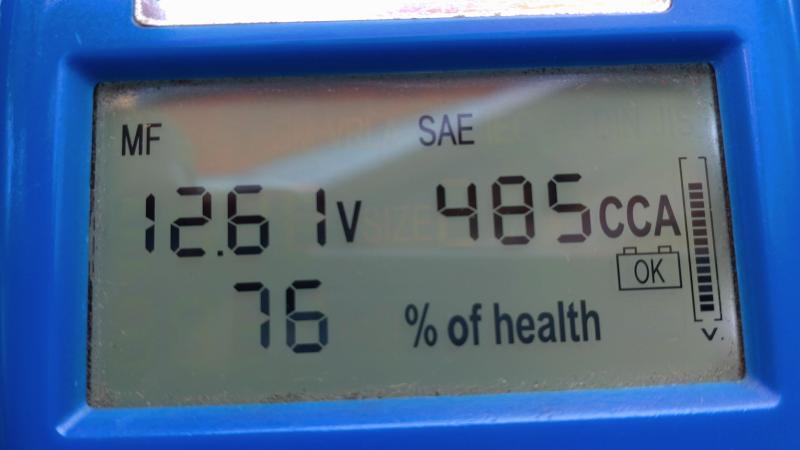 MF SAE
12.61V 485CCA
OK
76 % of health
V.